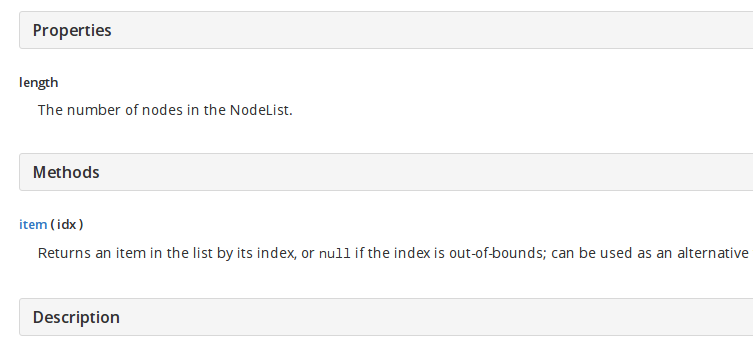 Properties
length
The number of nodes in the NodeList.
Methods
item(idx)
Returns an item in the list by its index, or null if the index is out-of-bounds; can be used as an alternative
Description